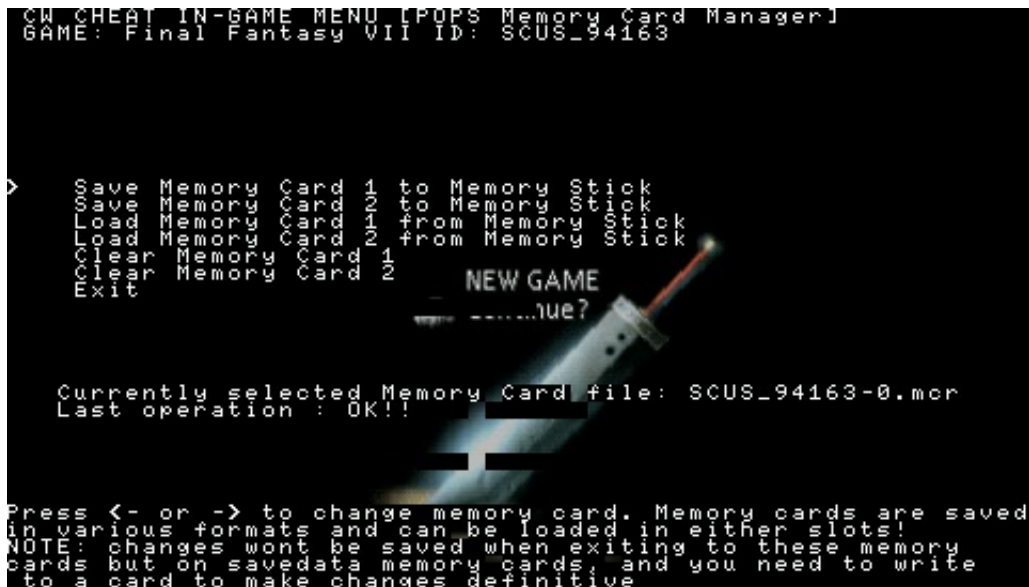 CW CHEAT IN-GAME MENU [POPS Memory Card Manager]
GAME: Final Fantasy VII ID: SCUS_94163
> Save Memory Card 1 to Memory Stick
Save Memory Card 2 to Memory Stick
Load Memory Card 1 from Memory Stick
Load Memory Card 2 from Memory Stick
Clear Memory Card 1
Clear Memory Card 2
Exit
NEW GAME
Currently selected Memory Card file: SCUS_94163-0.mcr
Last operation : OK!!
Press <- or -> to change memory card. Memory cards are saved
in various formats and can be loaded in either slots!
NOTE: changes wont be saved when exiting to these memory
cards but on savedata memory cards, and you need to write
to a card to make changes definitive